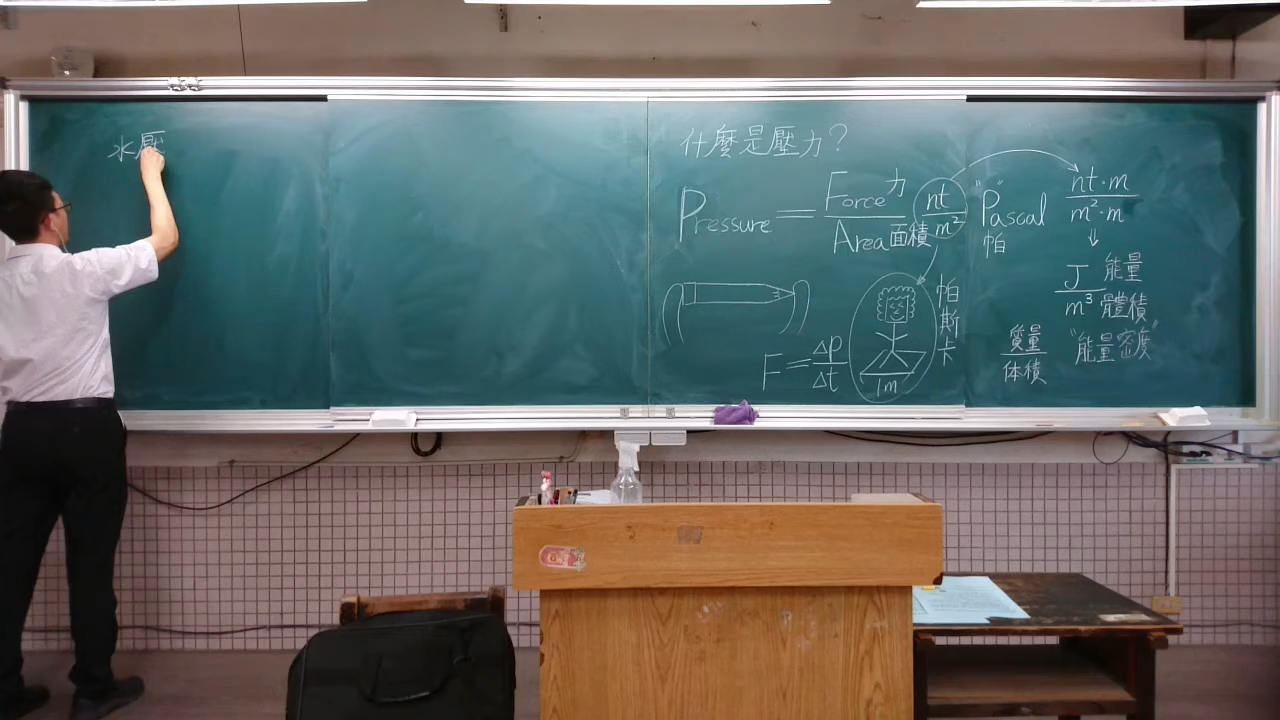 水壓
什麼是壓力？
Pressure = Force力 / Area面積 nt / m² "P"ascal 帕
nt·m / m²·m
⇓
J / m³ 能量 / 體積
"能量密度"
質量 / 体積
帕斯卡
1m
F = Δp / Δt